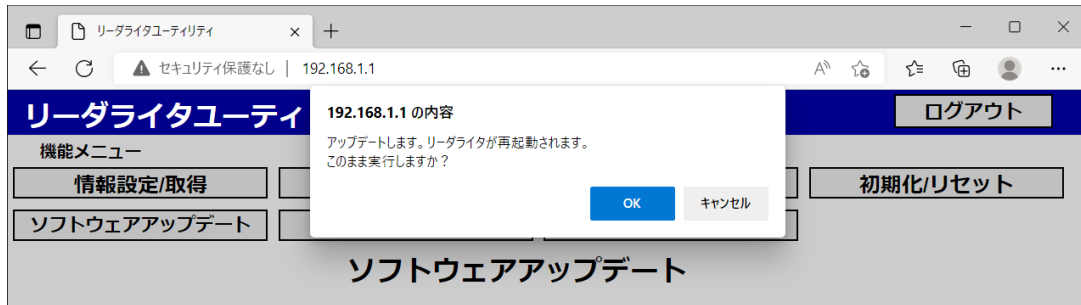 リーダライタユーティリティ
セキュリティ保護なし | 192.168.1.1
リーダライタユーティ
ログアウト
192.168.1.1 の内容
アップデートします。リーダライタが再起動されます。
このまま実行しますか？
OK
キャンセル
機能メニュー
情報設定/取得
初期化/リセット
ソフトウェアアップデート
ソフトウェアアップデート